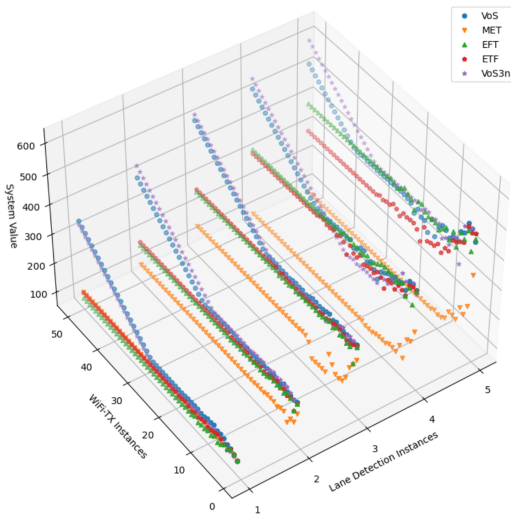 VoS
MET
EFT
ETF
VoS3n
System Value
600
500
400
300
200
100
WiFi-TX Instances
50
40
30
20
10
0
Lane Detection Instances
1
2
3
4
5